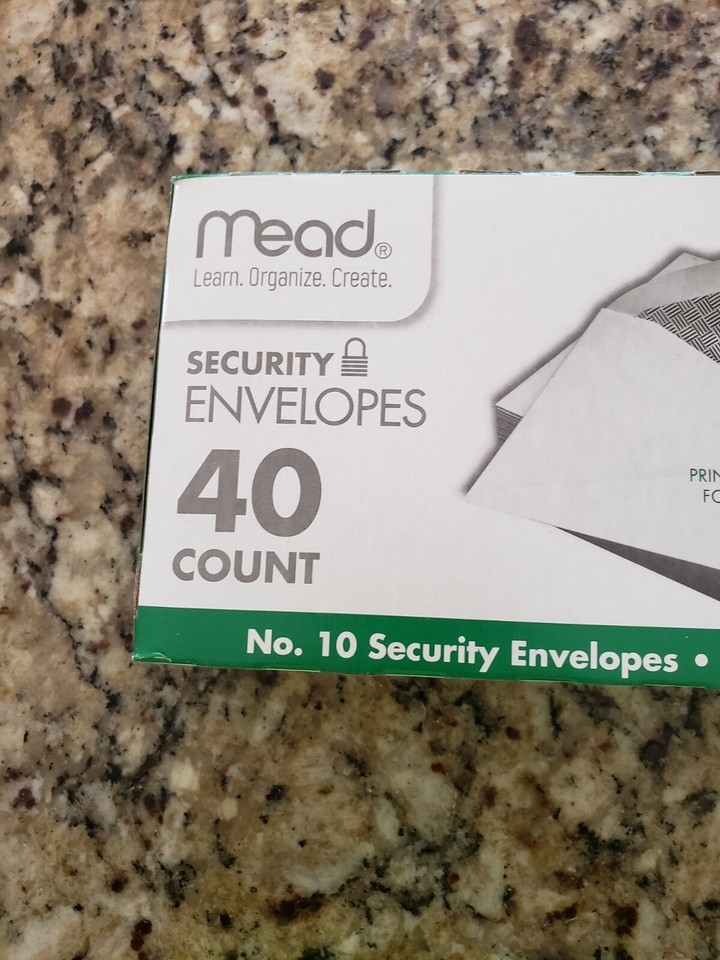 mead®
Learn. Organize. Create.
SECURITY
ENVELOPES
40
COUNT
No. 10 Security Envelopes •